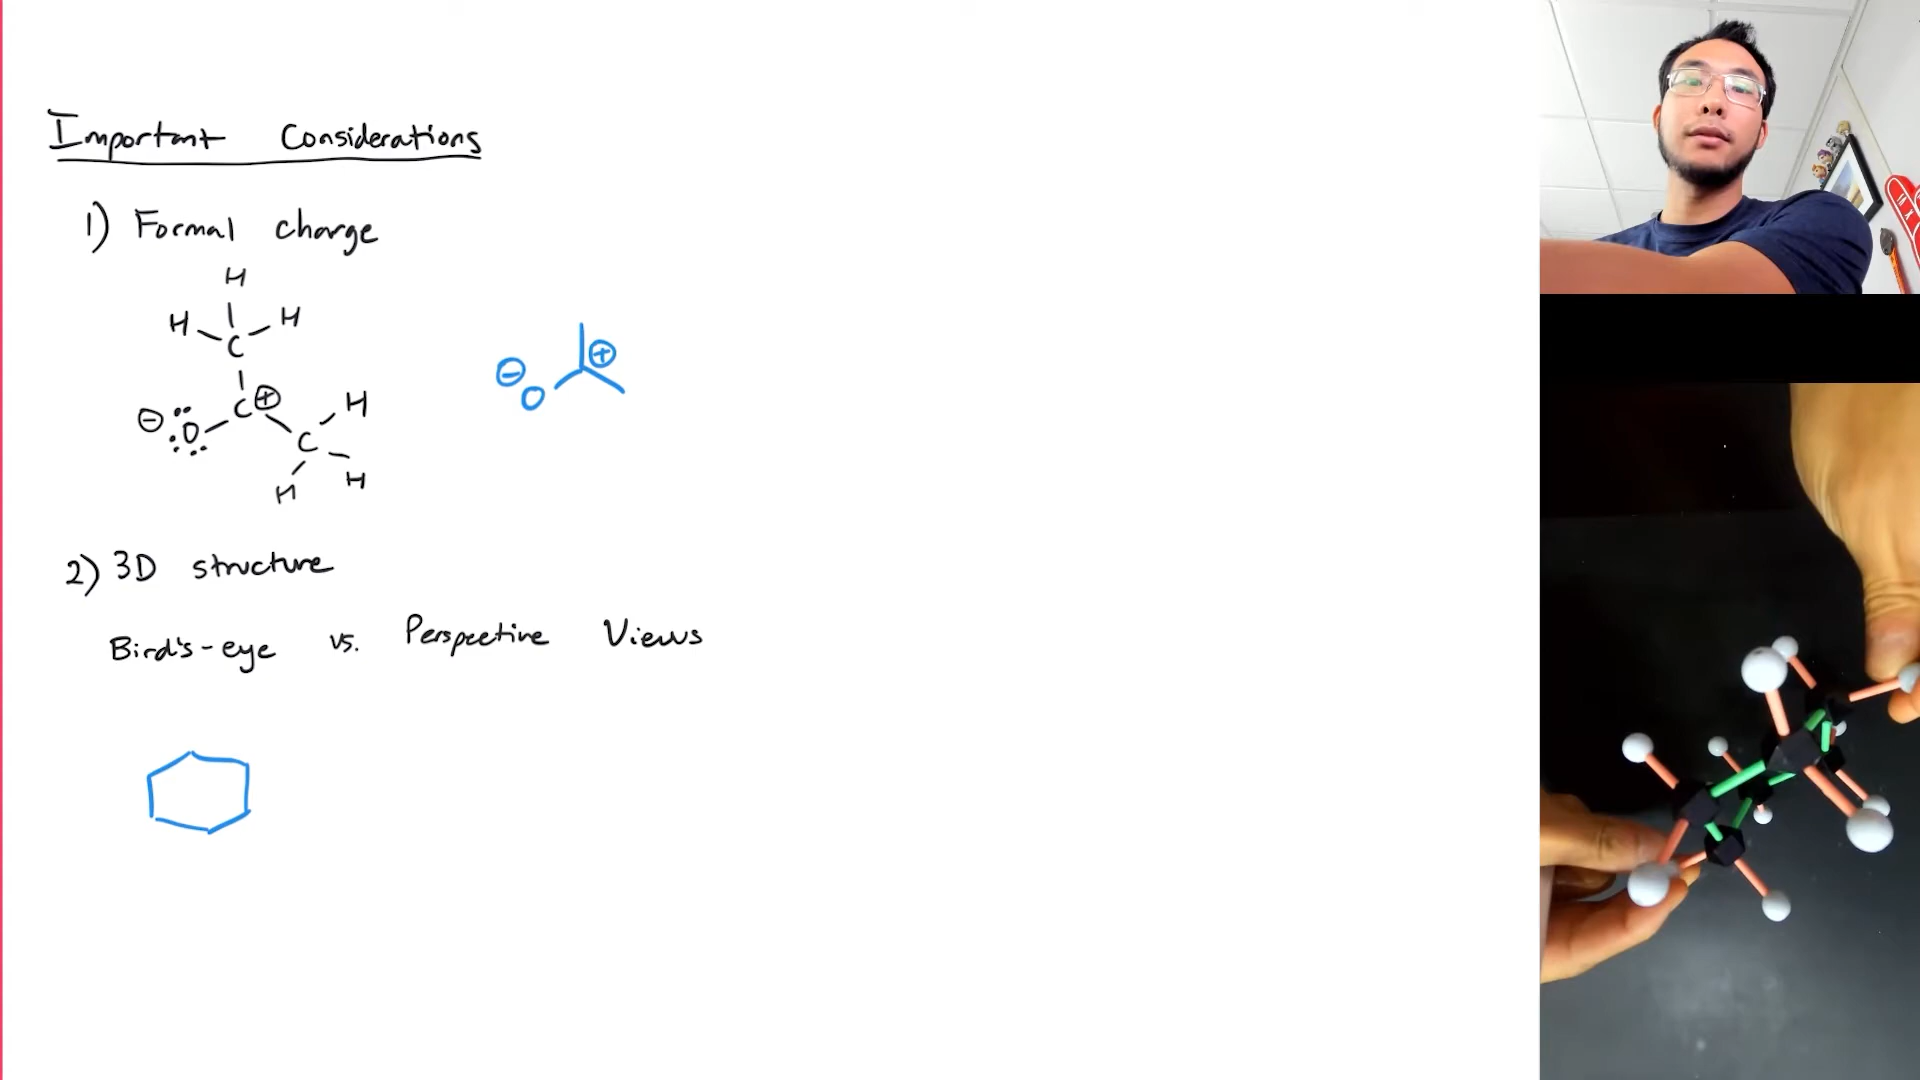 Important Considerations
1) Formal charge
H
H H
C
C ⊕ H
⊖ O C
H H
⊖ O ⊕
2) 3D structure
Bird's-eye vs. Perspective Views